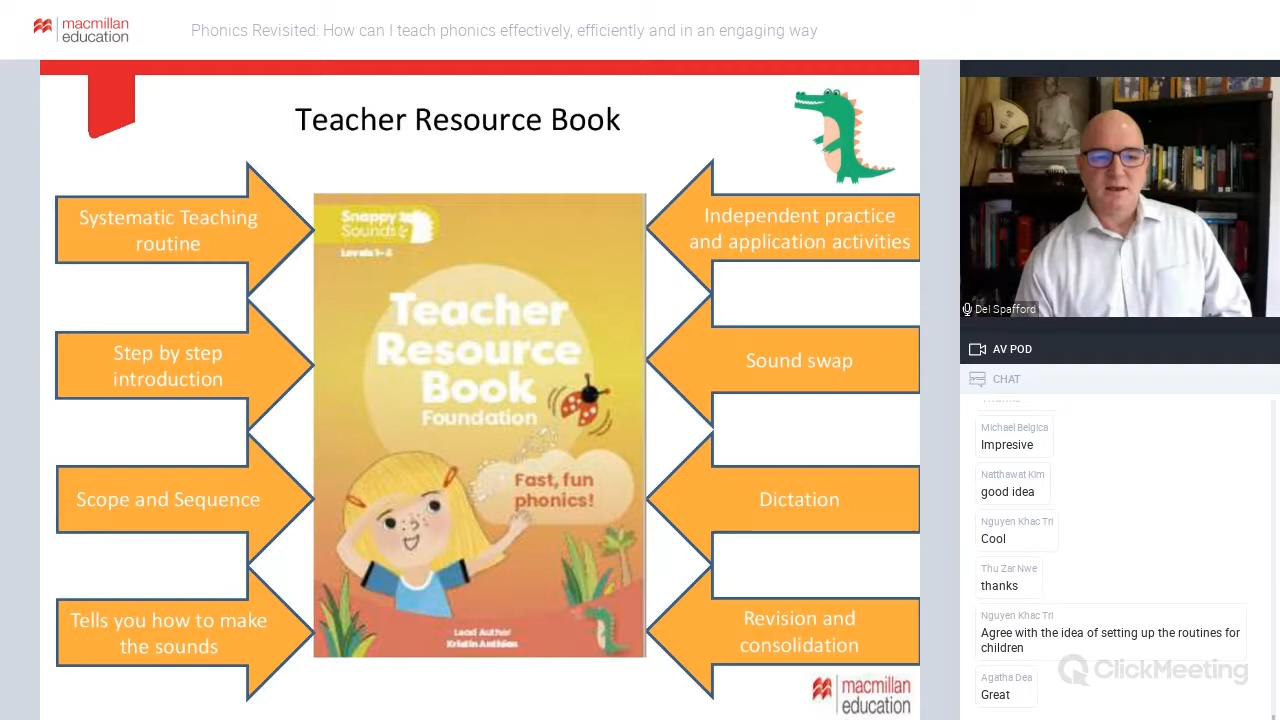 macmillan
education
Phonics Revisited: How can I teach phonics effectively, efficiently and in an engaging way
Teacher Resource Book
Systematic Teaching
routine
Step by step
introduction
Scope and Sequence
Tells you how to make
the sounds
Snappy
Sounds
Teacher
Resource
Book
Foundation
Fast, fun
phonics!
Lead Author
Independent practice
and application activities
Sound swap
Dictation
Revision and
consolidation
macmillan
education
Del Spafford
AV POD
CHAT
Michael Belgica
Impresive
Natthawat Kim
good idea
Nguyen Khac Tri
Cool
Thu Zar Nwe
thanks
Nguyen Khac Tri
Agree with the idea of setting up the routines for
children
Agatha Dea
Great
ClickMeeting